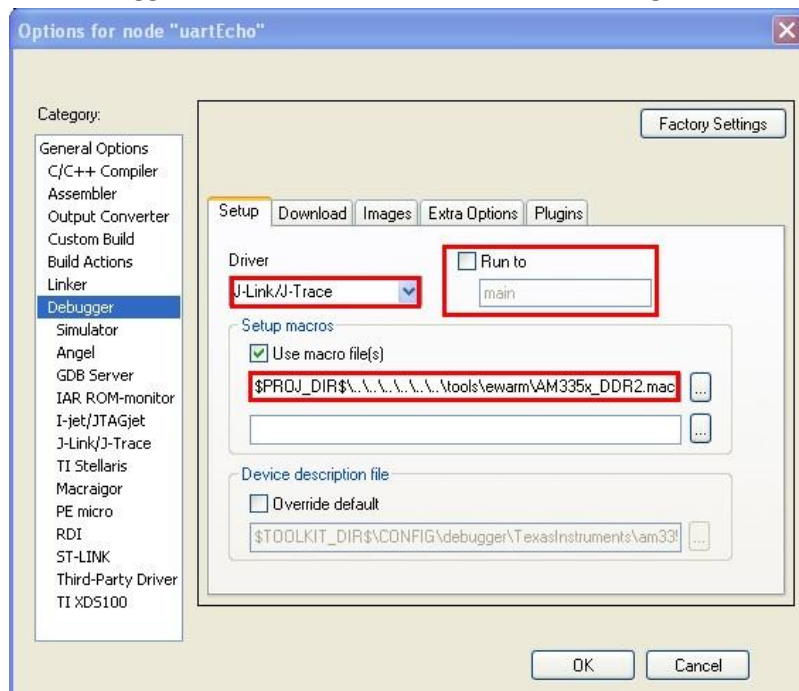 Options for node "uartEcho"
Category:
Factory Settings
General Options
C/C++ Compiler
Assembler
Output Converter
Custom Build
Build Actions
Linker
Debugger
Simulator
Angel
GDB Server
IAR ROM-monitor
I-jet/JTAGjet
J-Link/J-Trace
TI Stellaris
Macraigor
PE micro
RDI
ST-LINK
Third-Party Driver
TI XDS100
Setup Download Images Extra Options Plugins
Driver
J-Link/J-Trace
Run to
main
Setup macros
Use macro file(s)
$PROJ_DIR$\..\..\..\..\..\..\tools\ewarm\AM335x_DDR2.mac
...
...
Device description file
Override default
$TOOLKIT_DIR$\CONFIG\debugger\TexasInstruments\am33
...
OK Cancel